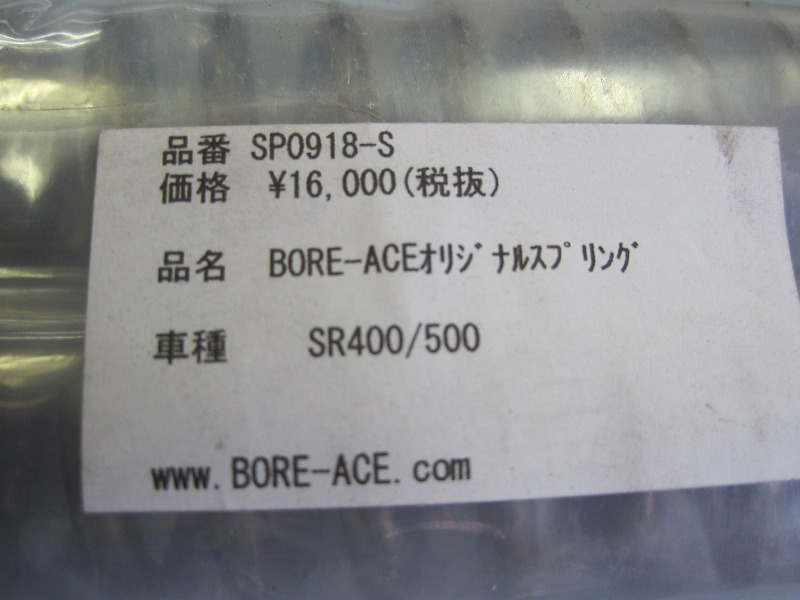 品番 SP0918-S
価格 ¥16,000(税抜)
品名 BORE-ACEｵﾘｼﾞﾅﾙｽﾌﾟﾘﾝｸﾞ
車種 SR400/500
www.BORE-ACE.com